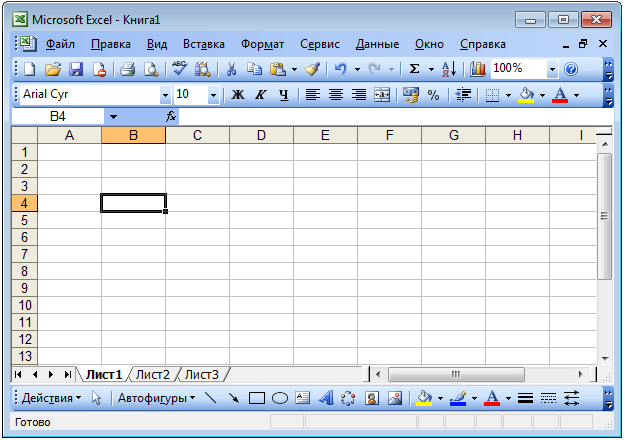 Microsoft Excel - Книга1
Файл Правка Вид Вставка Формат Сервис Данные Окно Справка
ABC Σ А Я 100%
Arial Cyr 10 Ж К Ч a % А
B4 fx
A B C D E F G H I
1
2
3
4
5
6
7
8
9
10
11
12
13
Лист1 Лист2 Лист3
Действия Автофигуры A А
Готово